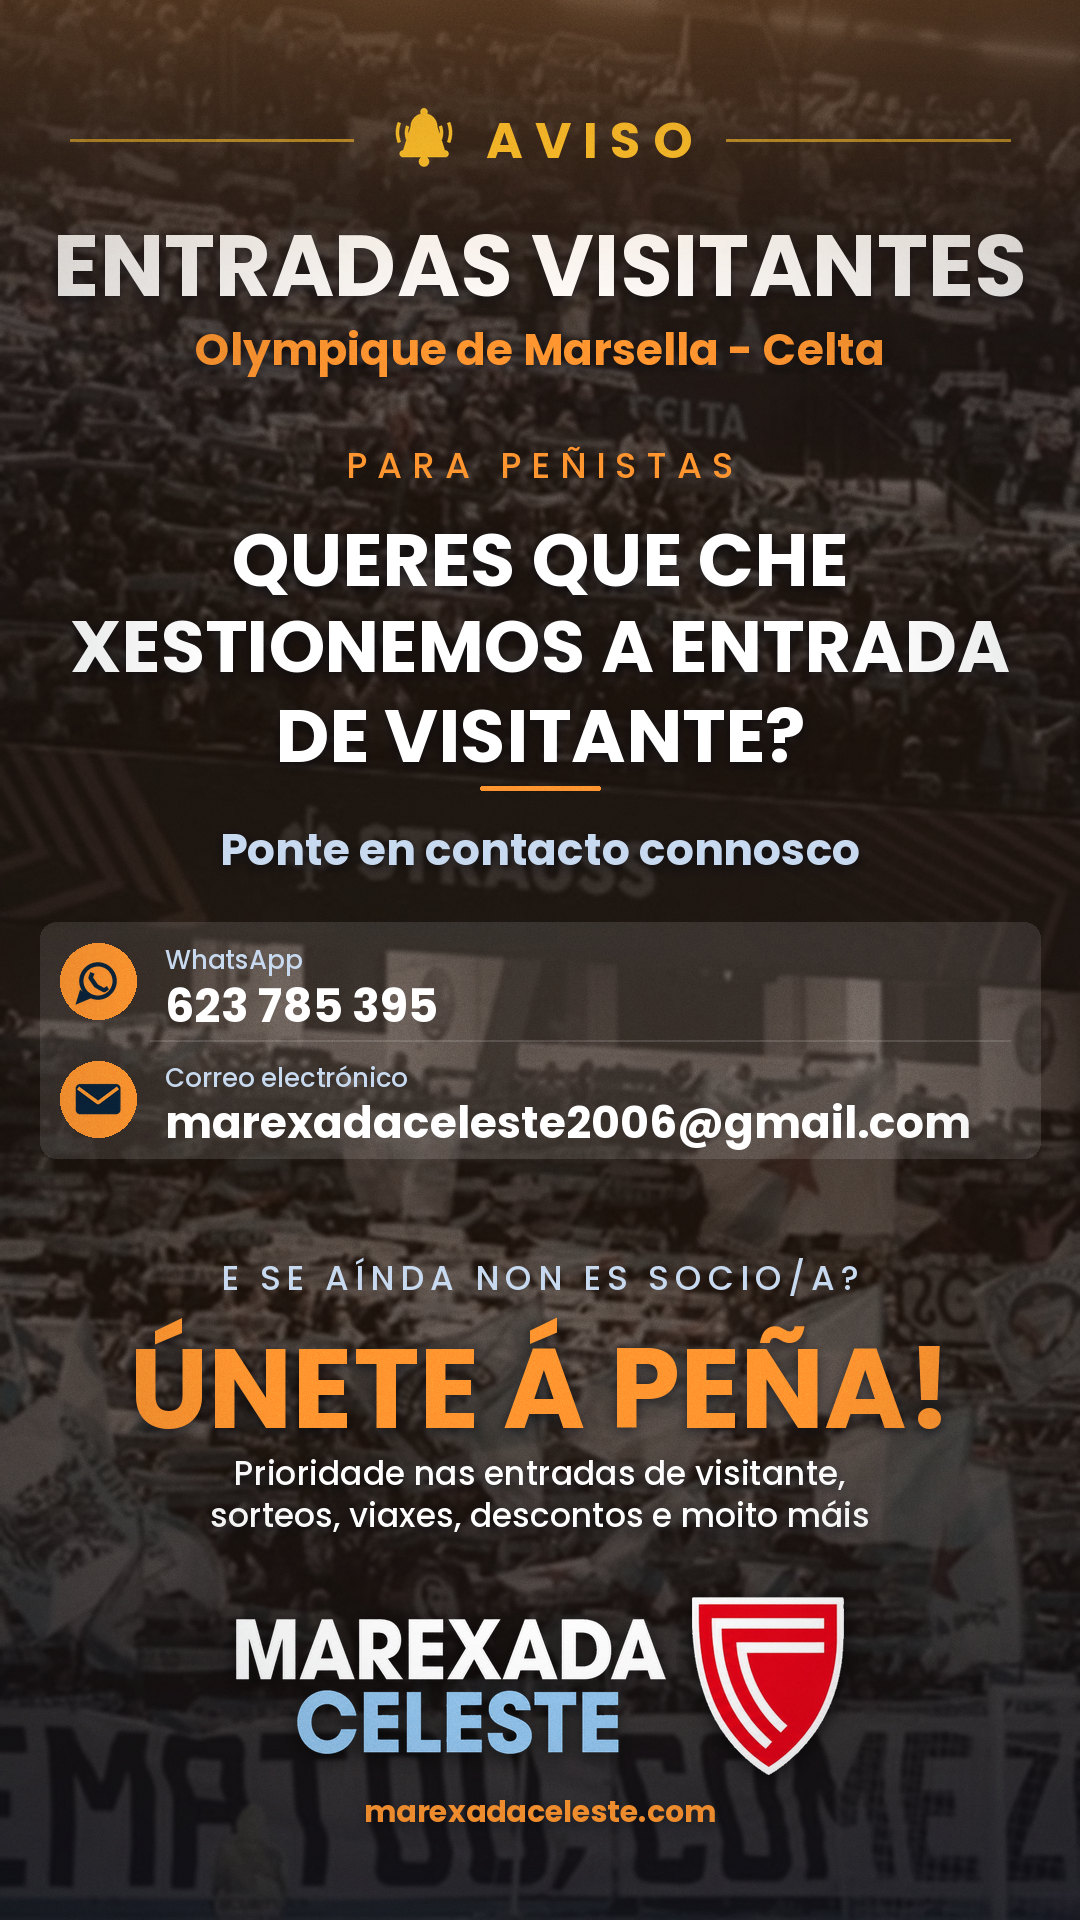 AVISO
ENTRADAS VISITANTES
Olympique de Marsella - Celta
CELTA
PARA PEÑISTAS
QUERES QUE CHE
XESTIONEMOS A ENTRADA
DE VISITANTE?
STRAUSS
Ponte en contacto connosco
WhatsApp
623 785 395
Correo electrónico
marexadaceleste2006@gmail.com
E SE AÍNDA NON ES SOCIO/A?
ÚNETE Á PEÑA!
Prioridade nas entradas de visitante,
sorteos, viaxes, descontos e moito máis
MAREXADA
CELESTE
marexadaceleste.com